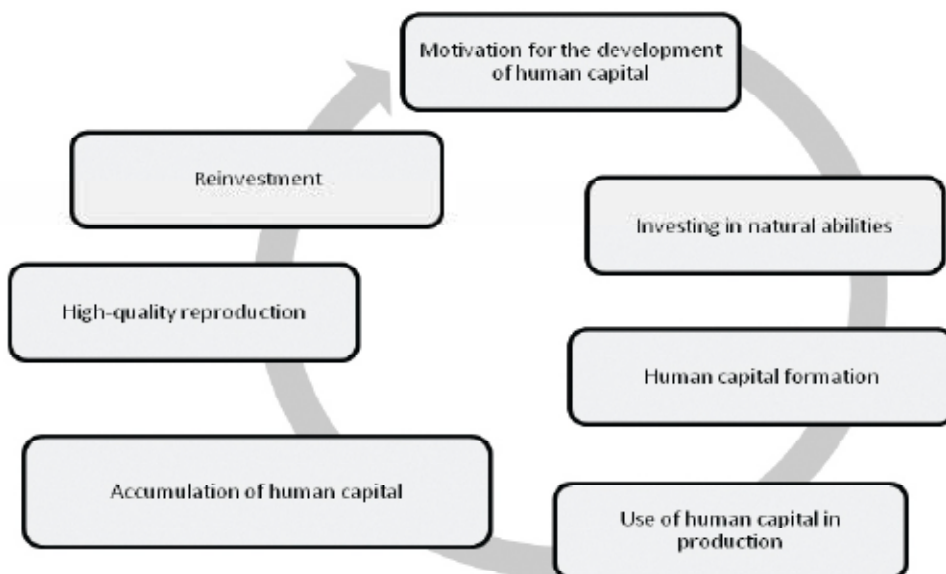 Motivation for the development
of human capital
Investing in natural abilities
Human capital formation
Use of human capital in
production
Accumulation of human capital
High-quality reproduction
Reinvestment